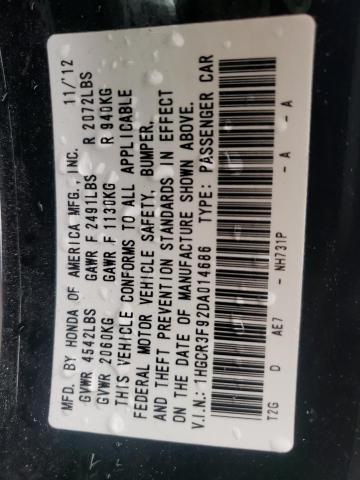 MFD. BY HONDA OF AMERICA MFG., INC. 11/'12
GVWR 4542LBS GAWR F 2491LBS R 2072LBS
GVWR 2060KG GAWR F 1130KG R 940KG
THIS VEHICLE CONFORMS TO ALL APPLICABLE
FEDERAL MOTOR VEHICLE SAFETY, BUMPER,
AND THEFT PREVENTION STANDARDS IN EFFECT
ON THE DATE OF MANUFACTURE SHOWN ABOVE.
V.I.N.: 1HGCR3F92DA014686 TYPE: PASSENGER CAR
T2G D AE7 - NH731P - A - A